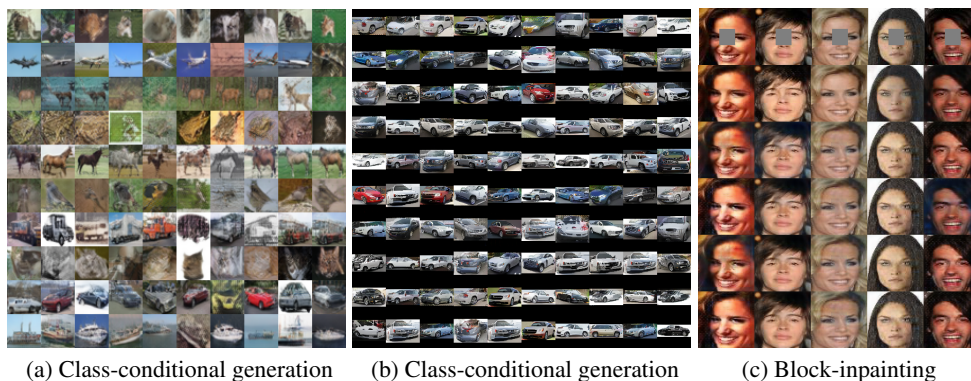 (a) Class-conditional generation
(b) Class-conditional generation
(c) Block-inpainting